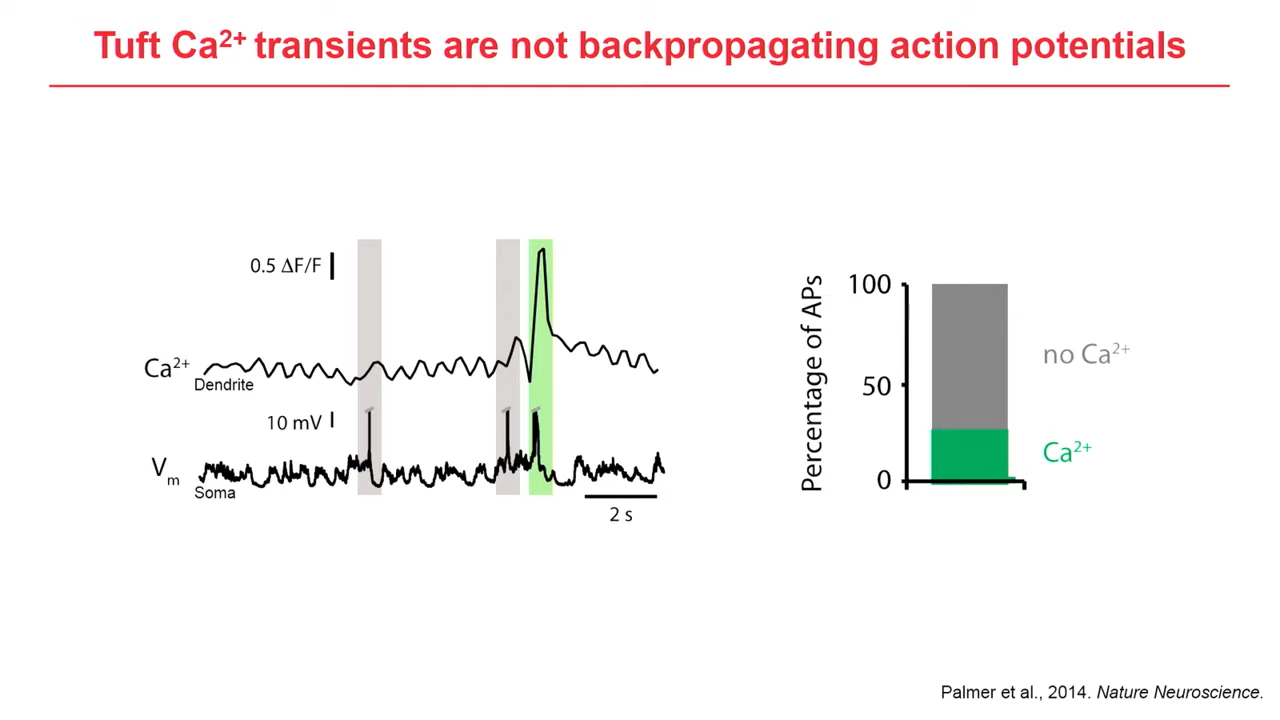 Tuft Ca²⁺ transients are not backpropagating action potentials
0.5 ΔF/F
Ca²⁺
Dendrite
10 mV
Vₘ
Soma
2 s
Percentage of APs
100
50
0
no Ca²⁺
Ca²⁺
Palmer et al., 2014. Nature Neuroscience.